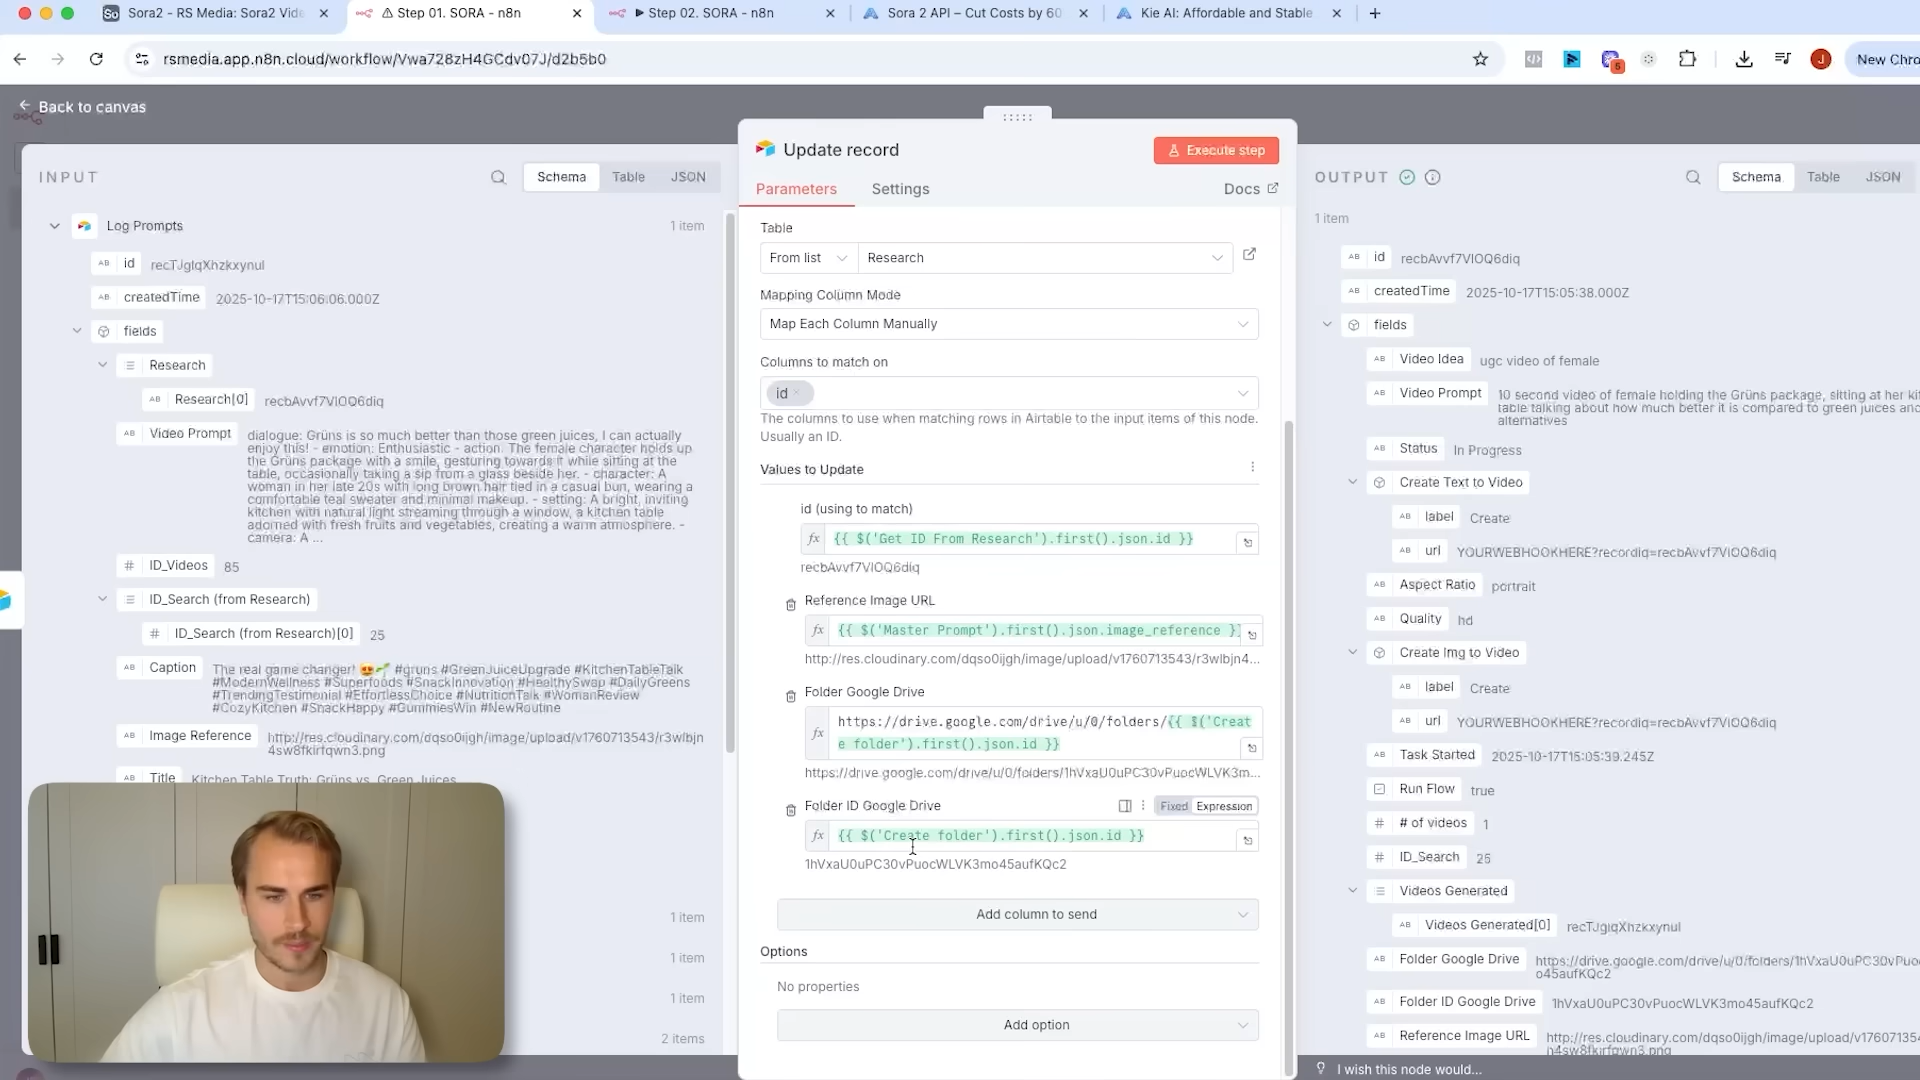 Sora2 - RS Media: Sora2 Vide
⚠ Step 01. SORA - n8n
▶ Step 02. SORA - n8n
Sora 2 API – Cut Costs by 60
Kie AI: Affordable and Stable
rsmedia.app.n8n.cloud/workflow/Vwa728zH4GCdv07J/d2b5b0
5
J
New Chro
Back to canvas
INPUT
Schema
Table
JSON
Log Prompts
1 item
id
recTJgIqXhzkxynuI
createdTime
2025-10-17T15:06:06.000Z
fields
Research
Research[0]
recbAvvf7VIOQ6diq
Video Prompt
dialogue: Grüns is so much better than those green juices, I can actually
enjoy this! - emotion: Enthusiastic - action: The female character holds up
the Grüns package with a smile, gesturing towards it while sitting at the
table, occasionally taking a sip from a glass beside her. - character: A
woman in her late 20s with long brown hair tied in a casual bun, wearing a
comfortable teal sweater and minimal makeup. - setting: A bright, inviting
kitchen with natural light streaming through a window, a kitchen table
adorned with fresh fruits and vegetables, creating a warm atmosphere. -
camera: A ...
ID_Videos
85
ID_Search (from Research)
ID_Search (from Research)[0]
25
Caption
The real game changer! 😍🌱 #gruns #GreenJuiceUpgrade #KitchenTableTalk
#ModernWellness #Superfoods #SnackInnovation #HealthySwap #DailyGreens
#TrendingTestimonial #EffortlessChoice #NutritionTalk #WomanReview
#CozyKitchen #SnackHappy #GummiesWin #NewRoutine
Image Reference
http://res.cloudinary.com/dqso0ijgh/image/upload/v1760713543/r3wlbjn
4sw8fkirfqwn3.png
Title
Kitchen Table Truth: Grüns vs. Green Juices
1 item
1 item
1 item
2 items
Update record
Execute step
Parameters
Settings
Docs
Table
From list
Research
Mapping Column Mode
Map Each Column Manually
Columns to match on
id ×
The columns to use when matching rows in Airtable to the input items of this node.
Usually an ID.
Values to Update
id (using to match)
fx
{{ $('Get ID From Research').first().json.id }}
recbAvvf7VIOQ6diq
Reference Image URL
fx
{{ $('Master Prompt').first().json.image_reference }
http://res.cloudinary.com/dqso0ijgh/image/upload/v1760713543/r3wlbjn4...
Folder Google Drive
fx
https://drive.google.com/drive/u/0/folders/{{ $('Creat
e folder').first().json.id }}
https://drive.google.com/drive/u/0/folders/1hVxaU0uPC30vPuocWLVK3m...
Folder ID Google Drive
Fixed
Expression
fx
{{ $('Create folder').first().json.id }}
1hVxaU0uPC30vPuocWLVK3mo45aufKQc2
Add column to send
Options
No properties
Add option
OUTPUT
Schema
Table
JSON
1 item
id
recbAvvf7VIOQ6diq
createdTime
2025-10-17T15:05:38.000Z
fields
Video Idea
ugc video of female
Video Prompt
10 second video of female holding the Grüns package, sitting at her kit
table talking about how much better it is compared to green juices and
alternatives
Status
In Progress
Create Text to Video
label
Create
url
YOURWEBHOOKHERE?recordid=recbAvvf7VIOQ6diq
Aspect Ratio
portrait
Quality
hd
Create Img to Video
label
Create
url
YOURWEBHOOKHERE?recordid=recbAvvf7VIOQ6diq
Task Started
2025-10-17T15:05:39.245Z
Run Flow
true
# of videos
1
ID_Search
25
Videos Generated
Videos Generated[0]
recTJgIqXhzkxynuI
Folder Google Drive
https://drive.google.com/drive/u/0/folders/1hVxaU0uPC30vPuo
o45aufKQc2
Folder ID Google Drive
1hVxaU0uPC30vPuocWLVK3mo45aufKQc2
Reference Image URL
http://res.cloudinary.com/dqso0ijgh/image/upload/v17607135
4sw8fkirfqwn3.png
I wish this node would...